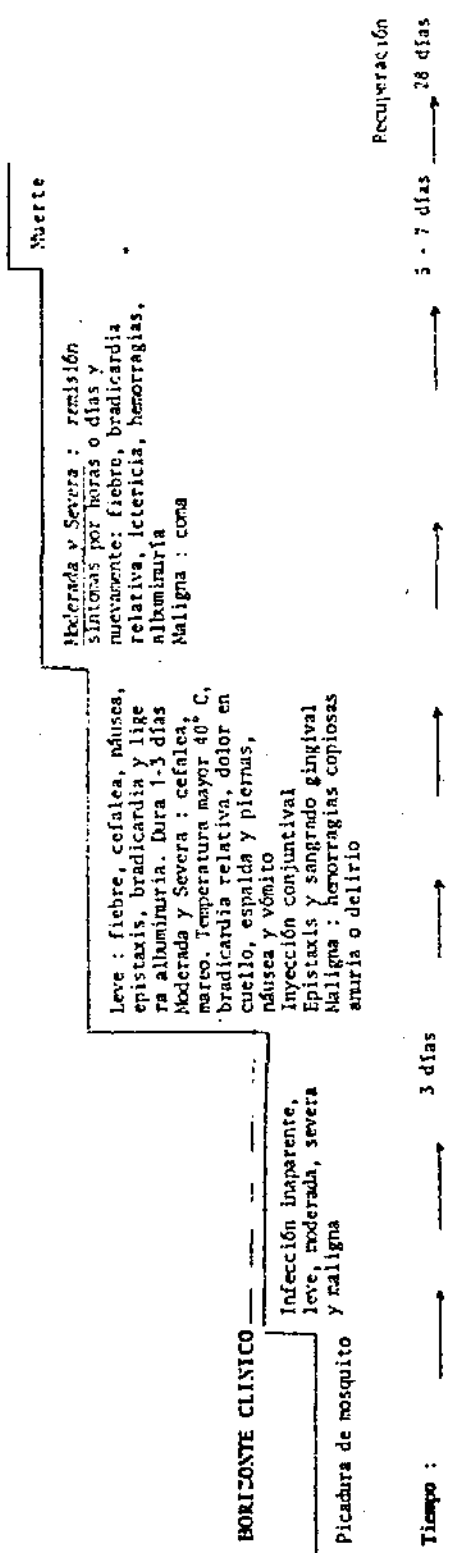 Muerte
Moderada y Severa : remisión
síntomas por horas o días y
nuevamente: fiebre, bradicardia
relativa, ictericia, hemorragias,
albuminuria
Maligna : coma
Leve : fiebre, cefalea, náusea,
epistaxis, bradicardia y lige
ra albuminuria. Dura 1-3 días
Moderada y Severa : cefalea,
mareo. Temperatura mayor 40° C,
bradicardia relativa, dolor en
cuello, espalda y piernas,
náusea y vómito
Inyección conjuntival
Epistaxis y sangrado gingival
Maligna : hemorragias copiosas
anuria o delirio
HORIZONTE CLINICO
Infección inaparente,
leve, moderada, severa
y maligna
Picadura de mosquito
Recuperación
Tiempo : 3 días 3 - 7 días 28 días